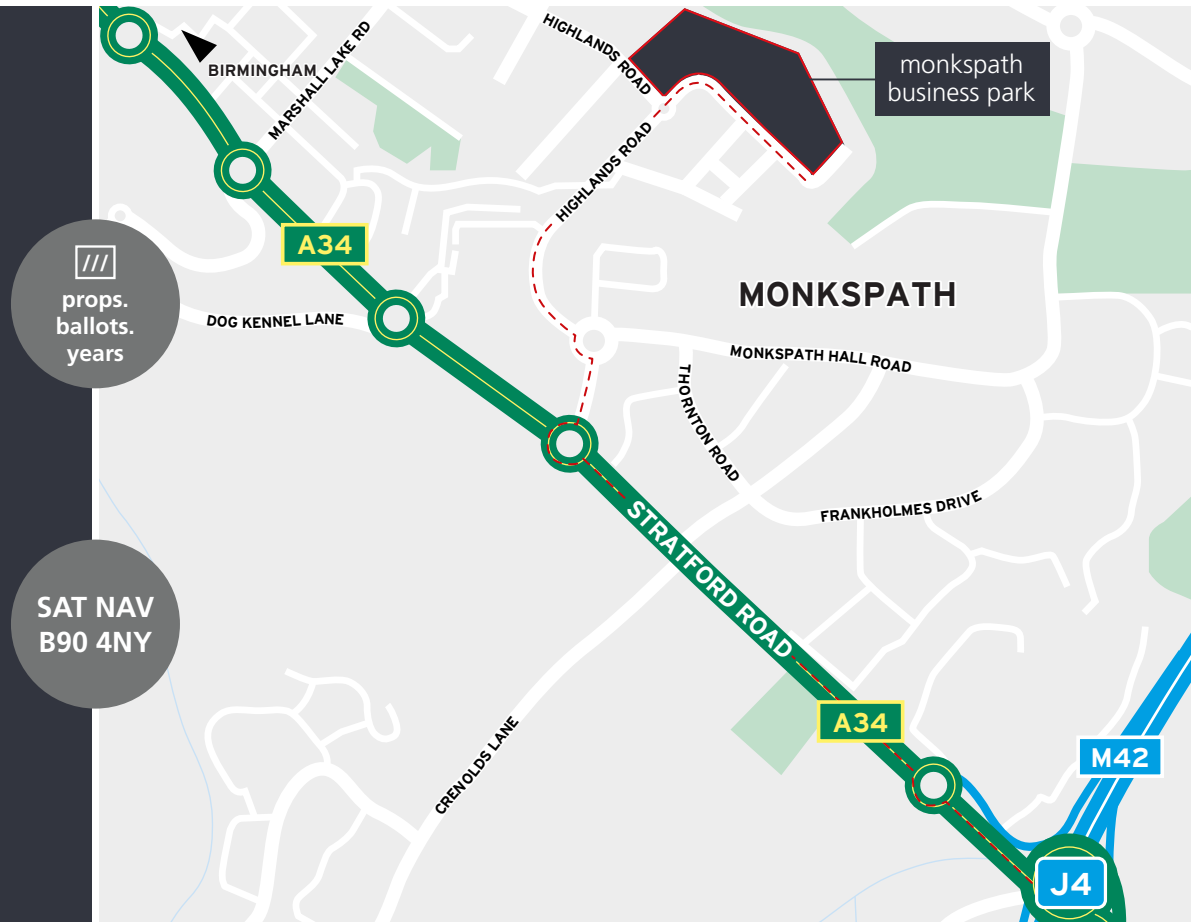 HIGHLANDS ROAD
monkspath
business park
BIRMINGHAM
MARSHALL LAKE RD
HIGHLANDS ROAD
A34
///
props.
ballots.
years
MONKSPATH
DOG KENNEL LANE
MONKSPATH HALL ROAD
THORNTON ROAD
FRANKHOLMES DRIVE
STRATFORD ROAD
SAT NAV
B90 4NY
A34
CRENOLDS LANE
M42
J4